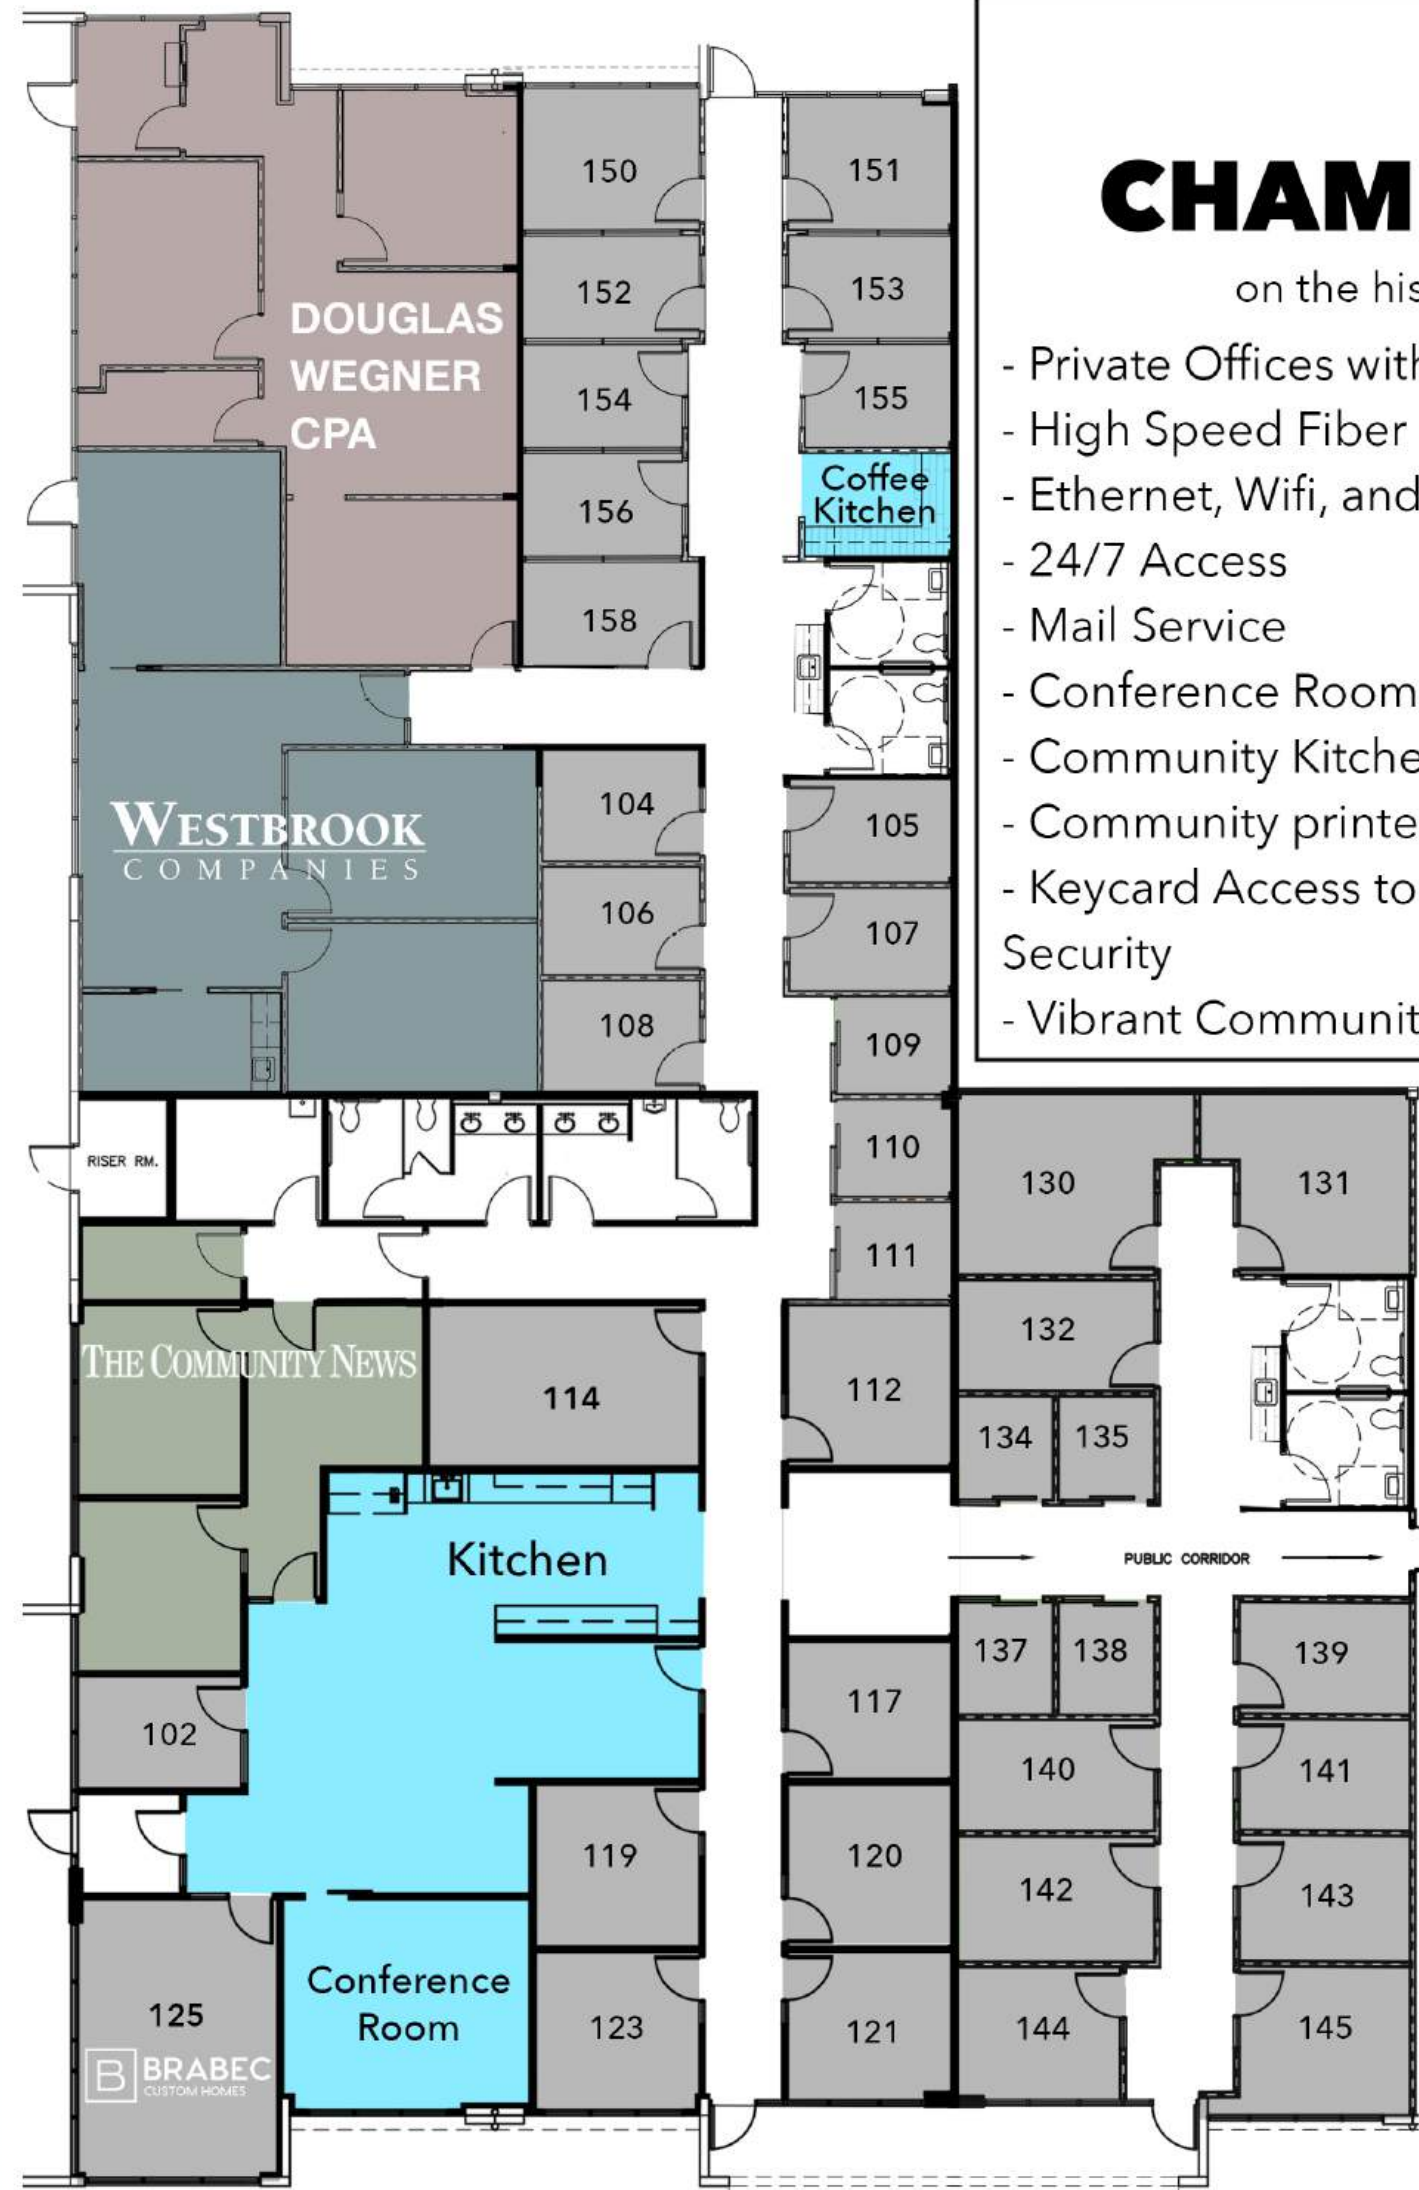 CHAM
on the his
- Private Offices with
- High Speed Fiber
- Ethernet, Wifi, and
- 24/7 Access
- Mail Service
- Conference Room
- Community Kitche
- Community printe
- Keycard Access to
Security
- Vibrant Communit
150
151
152
153
DOUGLAS
WEGNER
CPA
154
155
Coffee
Kitchen
156
158
WESTBROOK
COMPANIES
104
105
106
107
108
109
RISER RM.
110
130
131
111
132
THE COMMUNITY NEWS
114
112
134
135
Kitchen
PUBLIC CORRIDOR
137
138
139
117
102
140
141
119
120
142
143
Conference
Room
125
B BRABEC
CUSTOM HOMES
123
121
144
145